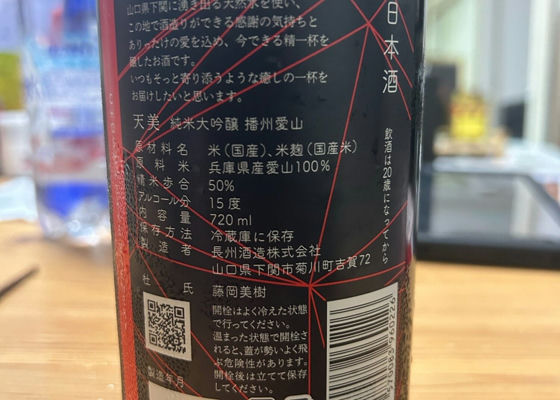 山口県下関に湧き出る天然水を使い、
この地で酒造りができる感謝の気持ちと
ありったけの愛を込め、今できる精一杯を
醸したお酒です。
いつもそっと寄り添うような癒しの一杯を
お届けしたいと思います。
天美 純米大吟醸 播州愛山
原材料名 米(国産)、米麹(国産米)
原料米 兵庫県産愛山100%
精米歩合 50%
アルコール分 15度
内容量 720ml
保存方法 冷蔵庫に保存
製造者 長州酒造株式会社
山口県下関市菊川町吉賀72
杜氏 藤岡美樹
開栓はよく冷えた状態
で行ってください。
温まった状態で開栓さ
れると、蓋が勢いよく飛
ぶ危険性があります。
開栓後は立てて保存
してください。
製造年月
日本酒
飲酒は20歳になってから